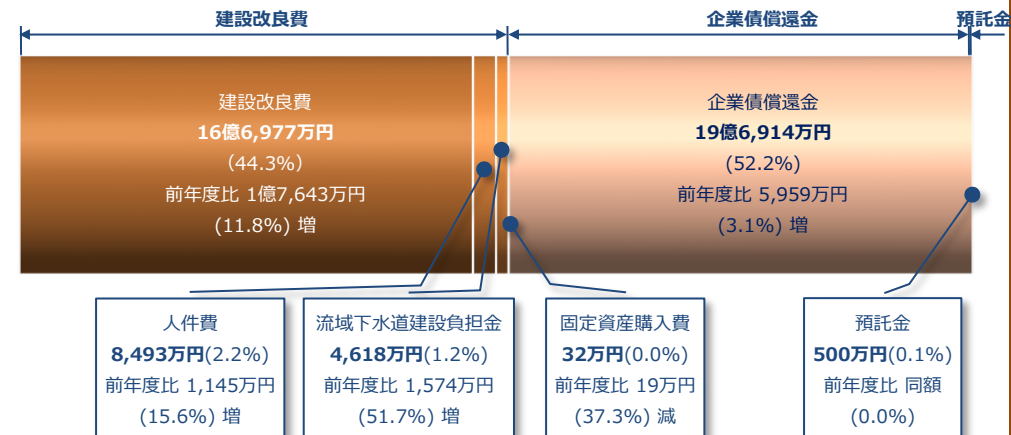 建設改良費
企業債償還金
預託金
建設改良費
16億6,977万円
(44.3%)
前年度比 1億7,643万円
(11.8%) 増
企業債償還金
19億6,914万円
(52.2%)
前年度比 5,959万円
(3.1%) 増
人件費
8,493万円(2.2%)
前年度比 1,145万円
(15.6%) 増
流域下水道建設負担金
4,618万円(1.2%)
前年度比 1,574万円
(51.7%) 増
固定資産購入費
32万円(0.0%)
前年度比 19万円
(37.3%) 減
預託金
500万円(0.1%)
前年度比 同額
(0.0%)